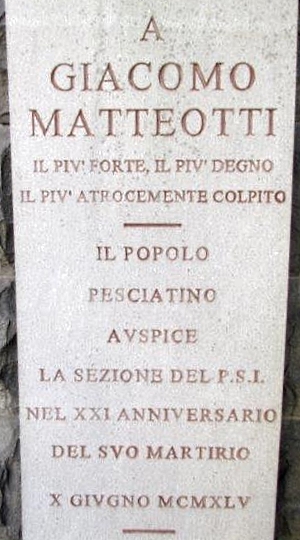 A
GIACOMO
MATTEOTTI
IL PIV' FORTE, IL PIV' DEGNO
IL PIV' ATROCEMENTE COLPITO
IL POPOLO
PESCIATINO
AVSPICE
LA SEZIONE DEL P.S.I.
NEL XXI ANNIVERSARIO
DEL SVO MARTIRIO
X GIVGNO MCMXLV